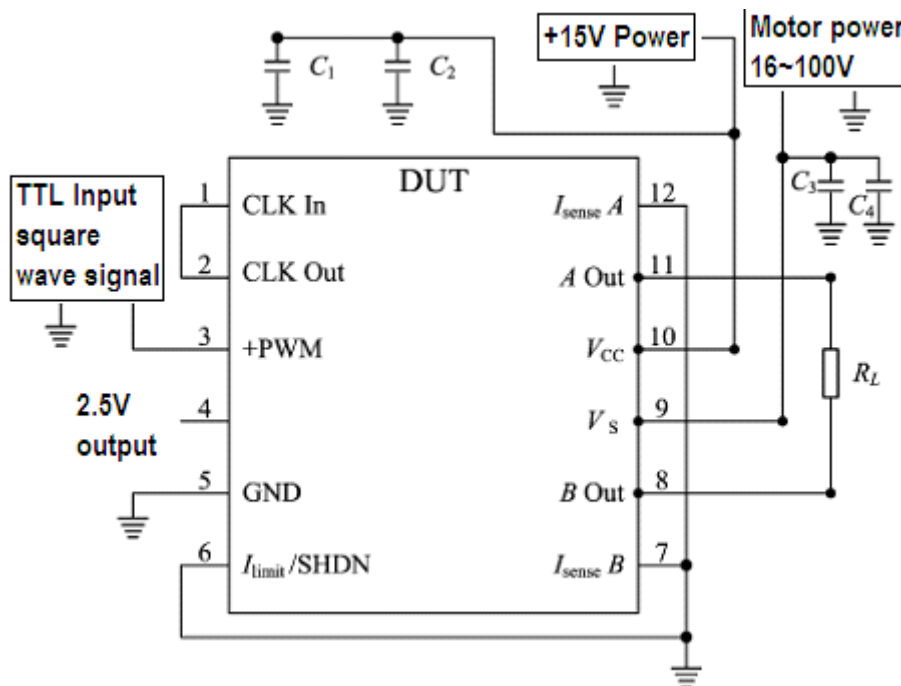 +15V Power
Motor power
16~100V
C1
C2
DUT
C3
C4
TTL Input
square
wave signal
1
CLK In
Isense A
12
2
CLK Out
A Out
11
3
+PWM
VCC
10
RL
2.5V
output
4
VS
9
5
GND
B Out
8
6
Ilimit/SHDN
Isense B
7